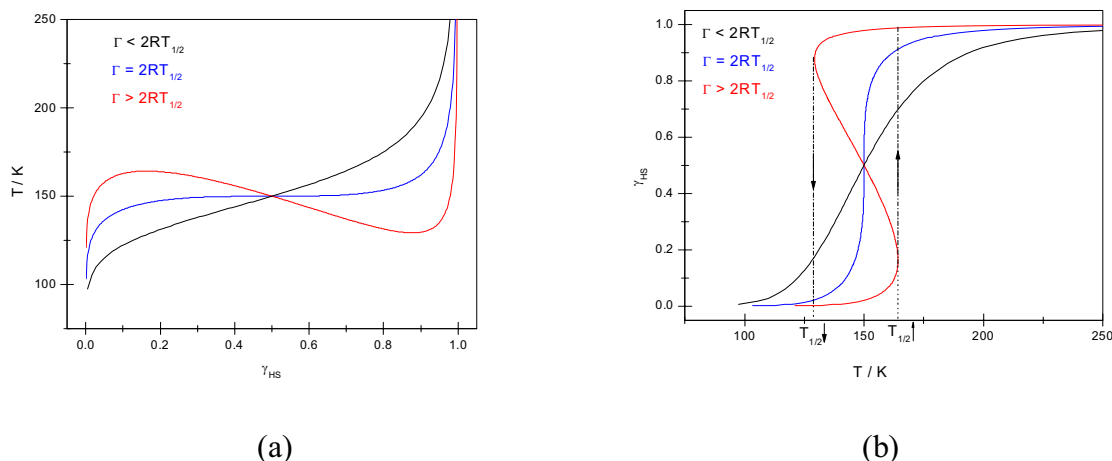 250
200
150
100
T / K
Γ < 2RT1/2
Γ = 2RT1/2
Γ > 2RT1/2
0.0 0.2 0.4 0.6 0.8 1.0
γHS
(a)
1.0
0.8
0.6
0.4
0.2
0.0
γHS
Γ < 2RT1/2
Γ = 2RT1/2
Γ > 2RT1/2
100 150 200 250
T1/2↓ T1/2↑
T / K
(b)